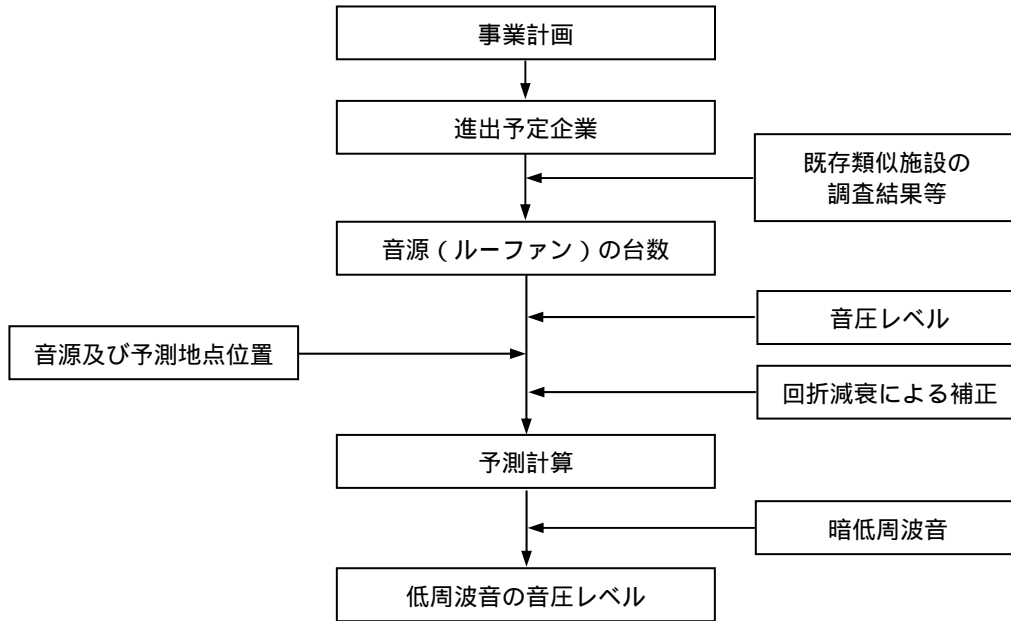 事業計画
進出予定企業
既存類似施設の
調査結果等
音源（ルーファン）の台数
音圧レベル
音源及び予測地点位置
回折減衰による補正
予測計算
暗低周波音
低周波音の音圧レベル